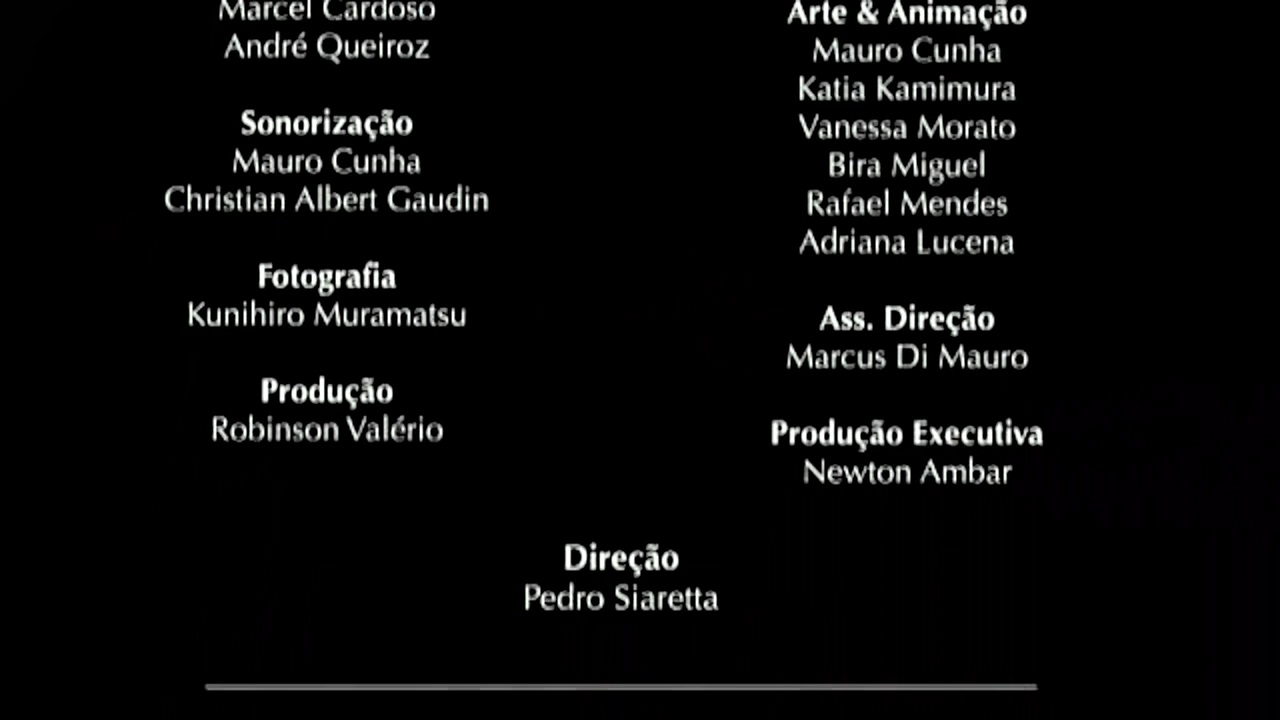 Marcel Cardoso
André Queiroz
Sonorização
Mauro Cunha
Christian Albert Gaudin
Fotografia
Kunihiro Muramatsu
Produção
Robinson Valério
Arte & Animação
Mauro Cunha
Katia Kamimura
Vanessa Morato
Bira Miguel
Rafael Mendes
Adriana Lucena
Ass. Direção
Marcus Di Mauro
Produção Executiva
Newton Ambar
Direção
Pedro Siaretta